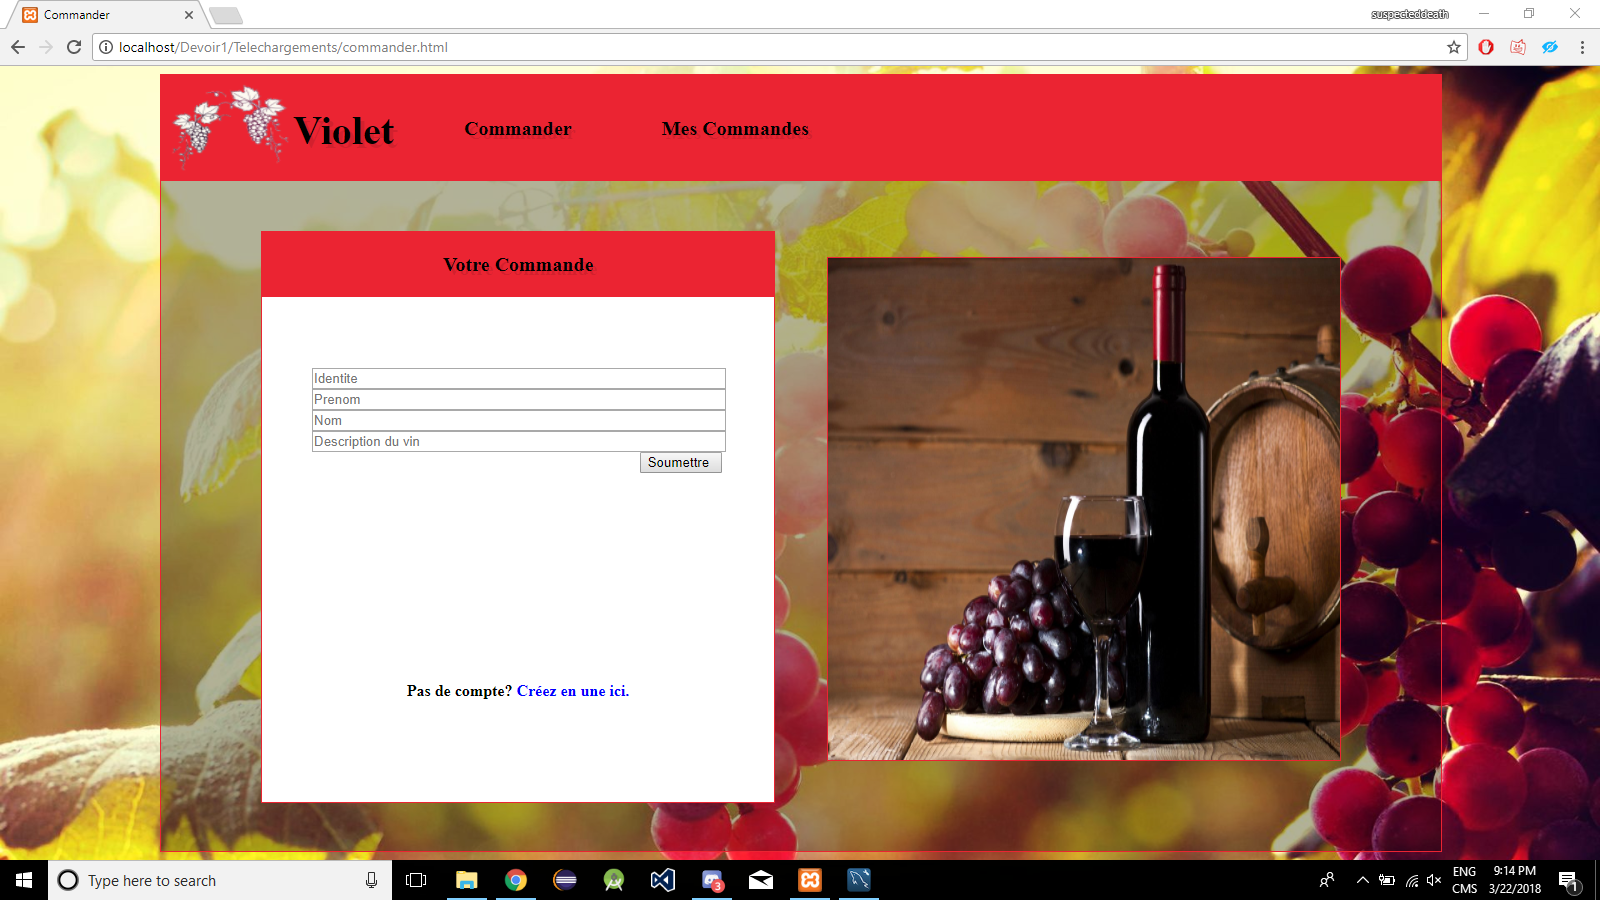 Commander
suspecteddeath
localhost/Devoir1/Telechargements/commander.html
Violet
Commander
Mes Commandes
Votre Commande
Identite
Prenom
Nom
Description du vin
Soumettre
Pas de compte? Créez en une ici.
Type here to search
3
ENG
CMS
9:14 PM
3/22/2018
1